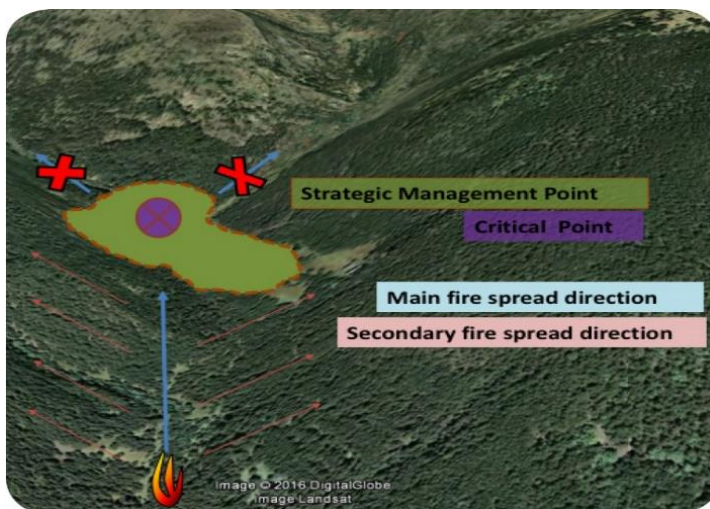 Strategic Management Point
Critical Point
Main fire spread direction
Secondary fire spread direction
Image © 2016 DigitalGlobe
Image Landsat